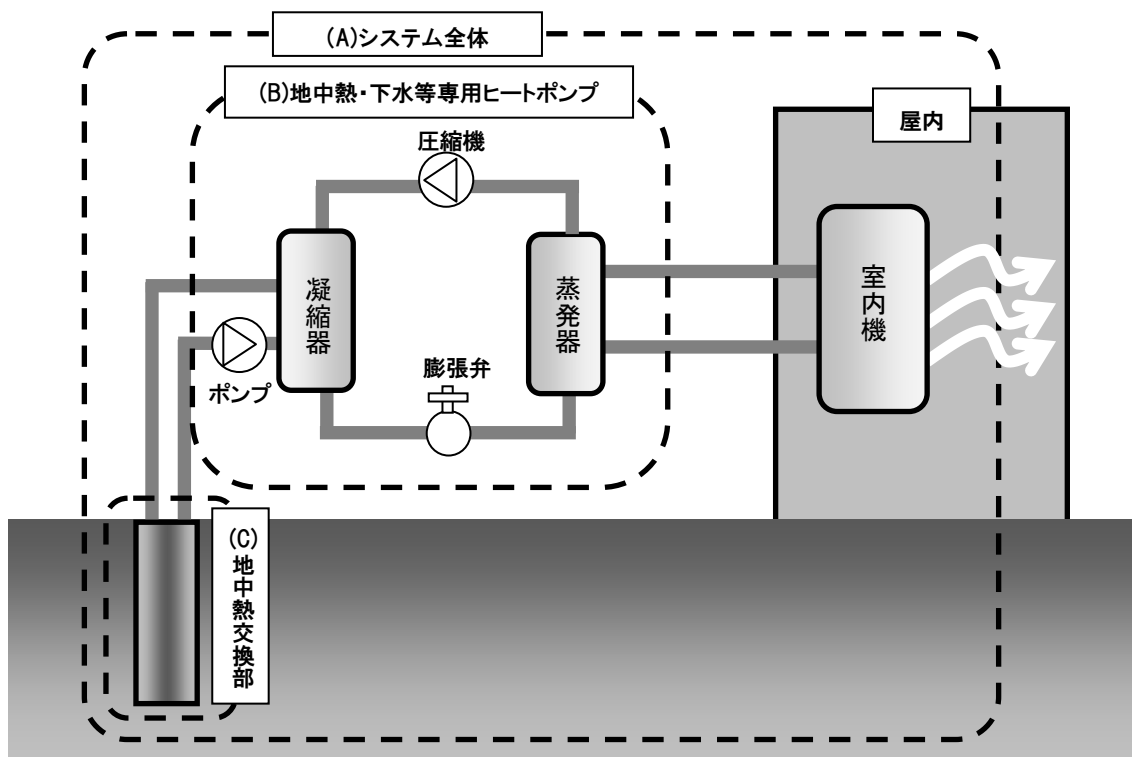 (A)システム全体
(B)地中熱・下水等専用ヒートポンプ
屋内
圧縮機
凝縮器
蒸発器
室内機
ポンプ
膨張弁
(C)地中熱交換部